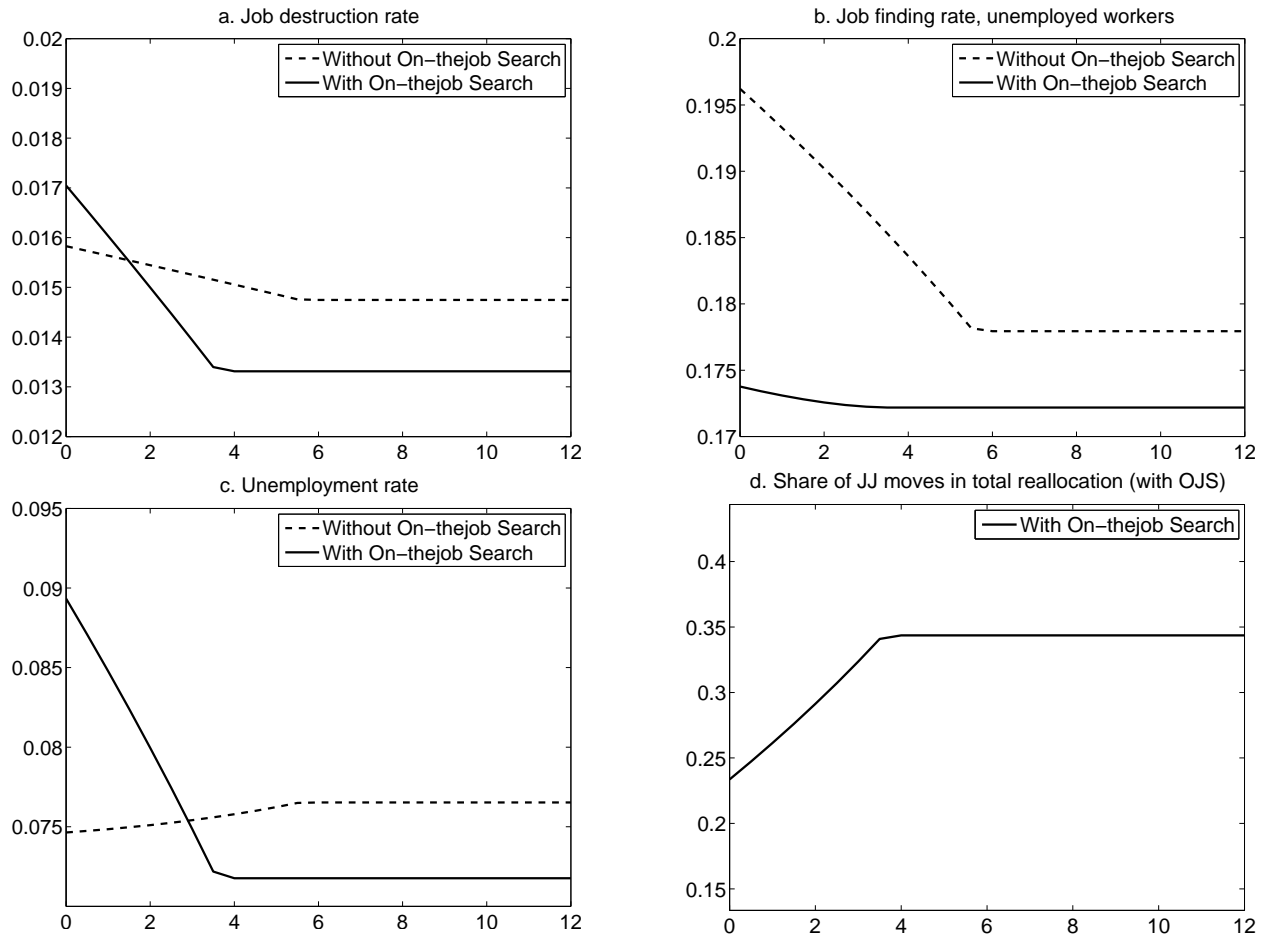 a. Job destruction rate
0.02
0.019
0.018
0.017
0.016
0.015
0.014
0.013
0.012
0 2 4 6 8 10 12
Without On−thejob Search
With On−thejob Search
b. Job finding rate, unemployed workers
0.2
0.195
0.19
0.185
0.18
0.175
0.17
0 2 4 6 8 10 12
Without On−thejob Search
With On−thejob Search
c. Unemployment rate
0.095
0.09
0.085
0.08
0.075
0 2 4 6 8 10 12
Without On−thejob Search
With On−thejob Search
d. Share of JJ moves in total reallocation (with OJS)
0.4
0.35
0.3
0.25
0.2
0.15
0 2 4 6 8 10 12
With On−thejob Search